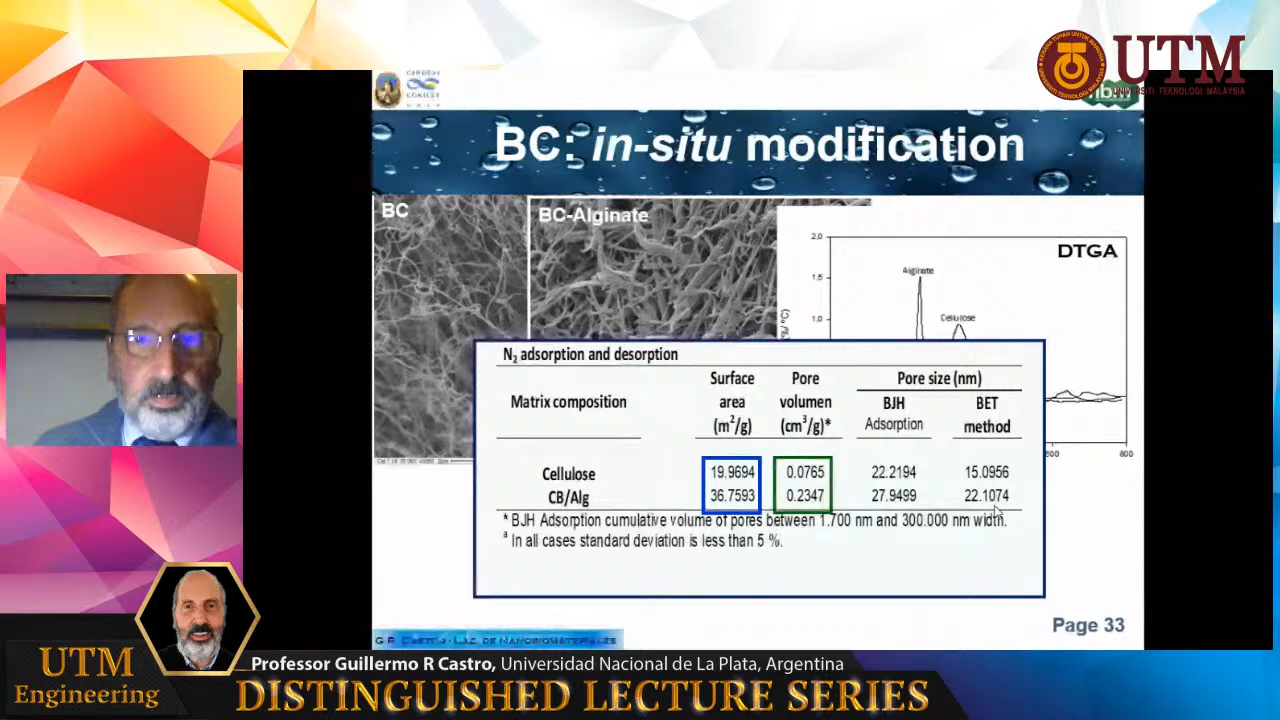 UTM
UNIVERSITI TEKNOLOGI MALAYSIA
BC: in-situ modification
BC
BC-Alginate
DTGA
2,0
1,5
1,0
Alginate
Cellulose
600
800
N2 adsorption and desorption
Matrix composition
Surface area (m2/g)
Pore volumen (cm3/g)*
Pore size (nm)
BJH Adsorption
BET method
Cellulose 19.9694 0.0765 22.2194 15.0956
CB/Alg 36.7593 0.2347 27.9499 22.1074
* BJH Adsorption cumulative volume of pores between 1.700 nm and 300.000 nm width.
a In all cases standard deviation is less than 5 %.
Page 33
UTM
Engineering
Professor Guillermo R Castro, Universidad Nacional de La Plata, Argentina
DISTINGUISHED LECTURE SERIES